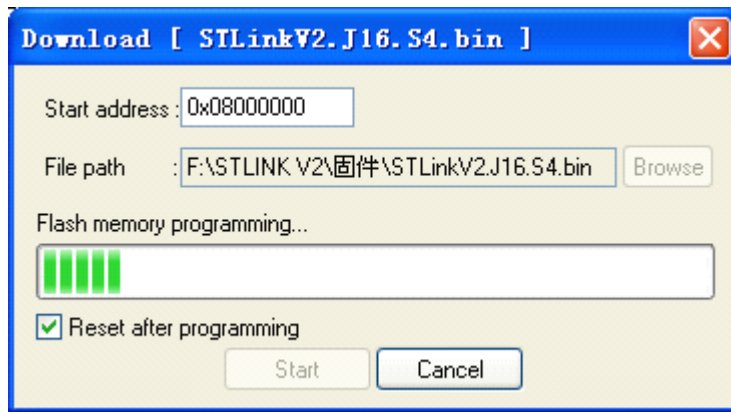 Download [ STLinkV2.J16.S4.bin ]
Start address : 0x08000000
File path : F:\STLINK V2\固件\STLinkV2.J16.S4.bin Browse
Flash memory programming...
Reset after programming
Start Cancel